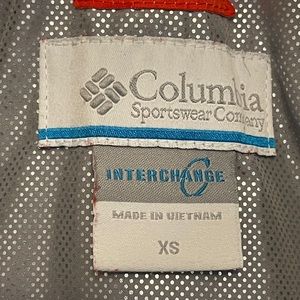 Columbia
Sportswear Company
INTERCHANGE
MADE IN VIETNAM
XS